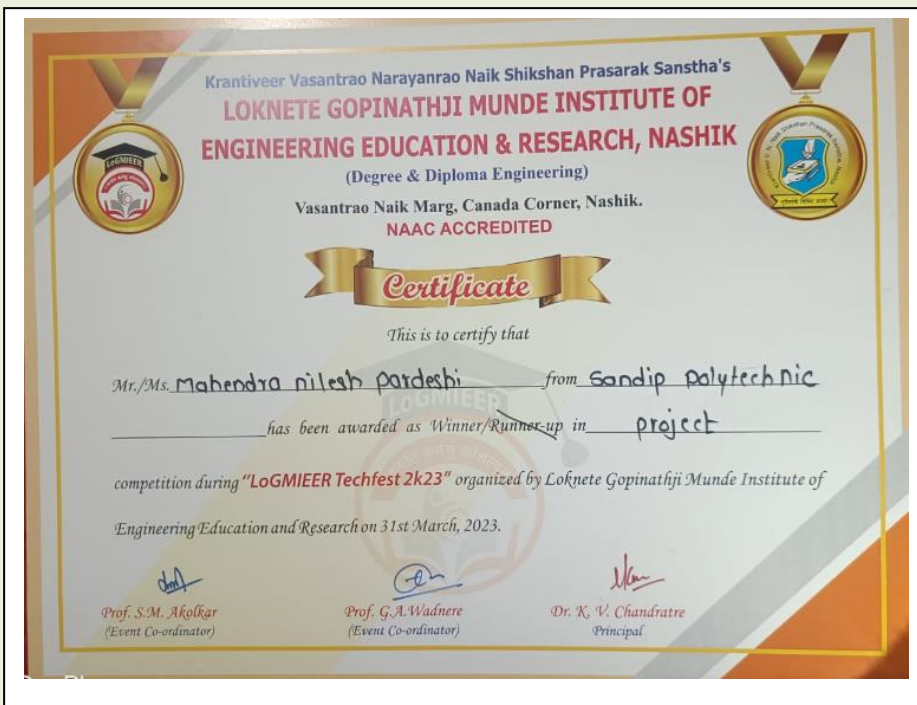 Krantiveer Vasantrao Narayanrao Naik Shikshan Prasarak Sanstha's
LOKNETE GOPINATHJI MUNDE INSTITUTE OF
ENGINEERING EDUCATION & RESEARCH, NASHIK
(Degree & Diploma Engineering)
Vasantrao Naik Marg, Canada Corner, Nashik.
NAAC ACCREDITED
LoGMIEER
Certificate
This is to certify that
Mr./Ms. Mahendra nilesh pardeshi from Sandip polytechnic
LoGMIEER
has been awarded as Winner/Runner-up in project
competition during "LoGMIEER Techfest 2k23" organized by Loknete Gopinathji Munde Institute of
Engineering Education and Research on 31st March, 2023.
Prof. S.M. Akolkar Prof. G.A.Wadnere Dr. K. V. Chandratre
(Event Co-ordinator) (Event Co-ordinator) Principal